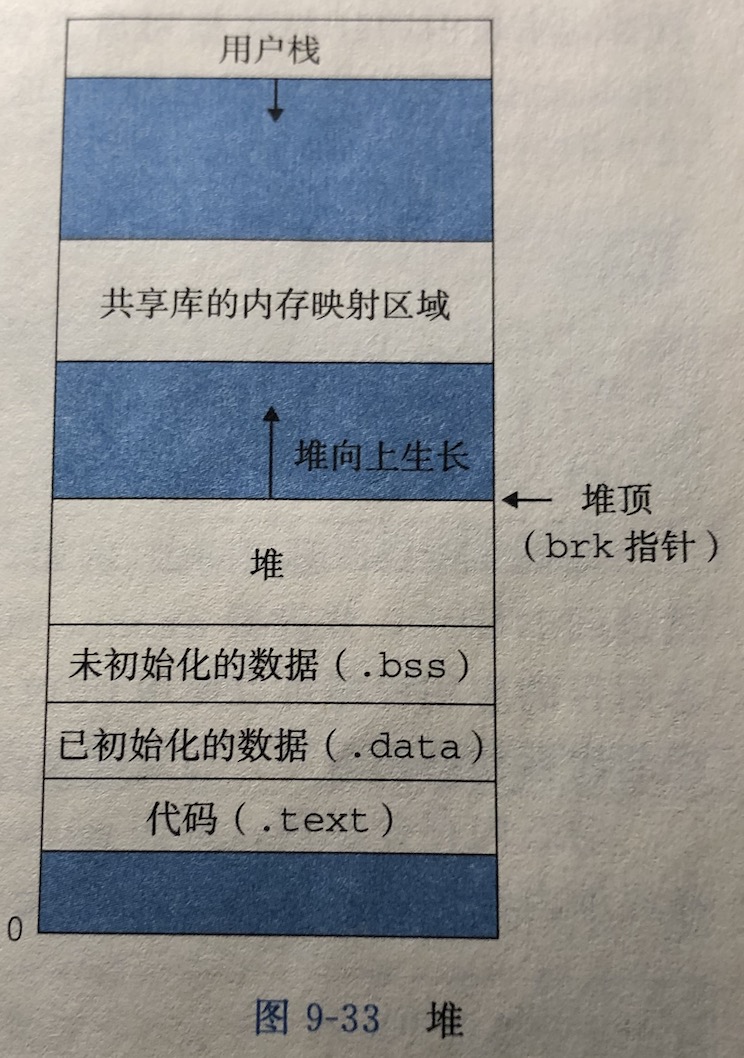 用户栈
共享库的内存映射区域
堆向上生长
堆顶
（brk 指针）
堆
未初始化的数据（.bss）
已初始化的数据（.data）
代码（.text）
0
图 9-33 堆